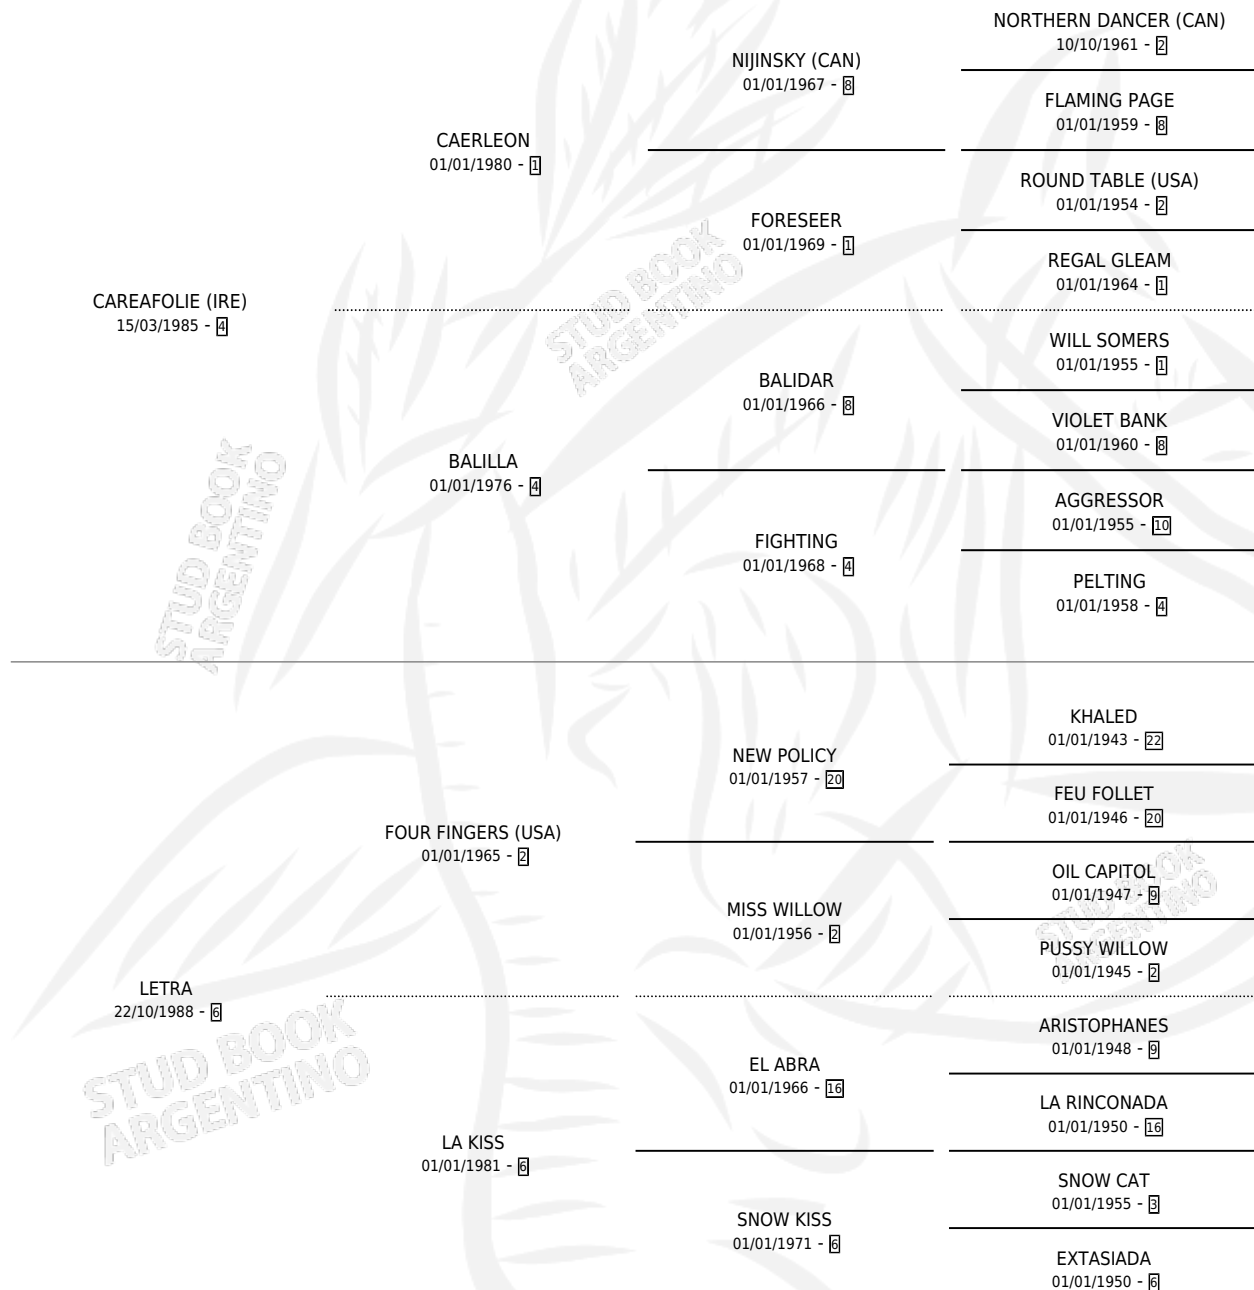 NORTHERN DANCER (CAN)
10/10/1961 - 2
NIJINSKY (CAN)
01/01/1967 - 8
FLAMING PAGE
01/01/1959 - 8
CAERLEON
01/01/1980 - 1
ROUND TABLE (USA)
01/01/1954 - 2
FORESEER
01/01/1969 - 1
REGAL GLEAM
01/01/1964 - 1
CAREAFOLIE (IRE)
15/03/1985 - 4
WILL SOMERS
01/01/1955 - 1
BALIDAR
01/01/1966 - 8
VIOLET BANK
01/01/1960 - 8
BALILLA
01/01/1976 - 4
AGGRESSOR
01/01/1955 - 10
FIGHTING
01/01/1968 - 4
PELTING
01/01/1958 - 4
KHALED
01/01/1943 - 22
NEW POLICY
01/01/1957 - 20
FEU FOLLET
01/01/1946 - 20
FOUR FINGERS (USA)
01/01/1965 - 2
OIL CAPITOL
01/01/1947 - 9
MISS WILLOW
01/01/1956 - 2
PUSSY WILLOW
01/01/1945 - 2
LETRA
22/10/1988 - 6
ARISTOPHANES
01/01/1948 - 9
EL ABRA
01/01/1966 - 16
LA RINCONADA
01/01/1950 - 16
LA KISS
01/01/1981 - 6
SNOW CAT
01/01/1955 - 3
SNOW KISS
01/01/1971 - 6
EXTASIADA
01/01/1950 - 6
STUD BOOK
ARGENTINO
STUD BOOK
ARGENTINO
STUD BOOK
ARGENTINO
STUD BOOK
ARGENTINO